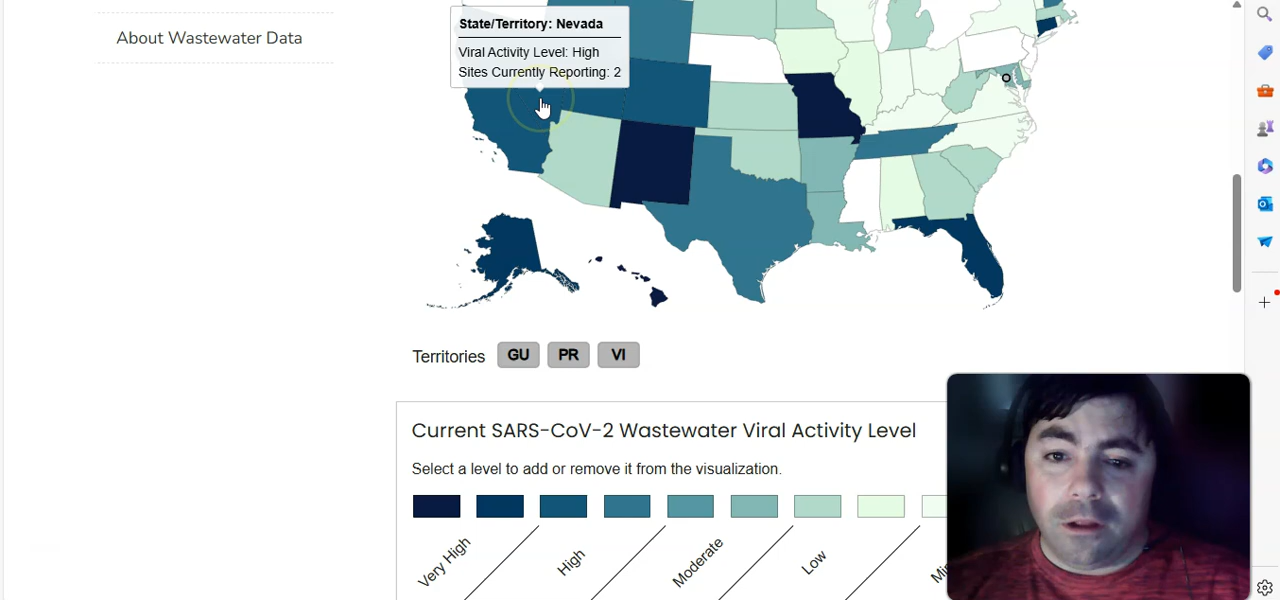 State/Territory: Nevada
Viral Activity Level: High
Sites Currently Reporting: 2
About Wastewater Data
Territories GU PR VI
Current SARS-CoV-2 Wastewater Viral Activity Level
Select a level to add or remove it from the visualization.
Very High
High
Moderate
Low